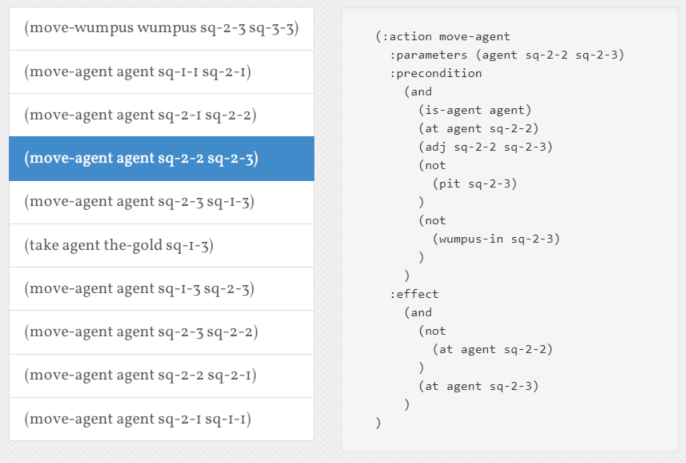 (move-wumpus wumpus sq-2-3 sq-3-3)
(move-agent agent sq-1-1 sq-2-1)
(move-agent agent sq-2-1 sq-2-2)
(move-agent agent sq-2-2 sq-2-3)
(move-agent agent sq-2-3 sq-1-3)
(take agent the-gold sq-1-3)
(move-agent agent sq-1-3 sq-2-3)
(move-agent agent sq-2-3 sq-2-2)
(move-agent agent sq-2-2 sq-2-1)
(move-agent agent sq-2-1 sq-1-1)
(:action move-agent
  :parameters (agent sq-2-2 sq-2-3)
  :precondition
    (and
      (is-agent agent)
      (at agent sq-2-2)
      (adj sq-2-2 sq-2-3)
      (not
        (pit sq-2-3)
      )
      (not
        (wumpus-in sq-2-3)
      )
    )
  :effect
    (and
      (not
        (at agent sq-2-2)
      )
      (at agent sq-2-3)
    )
)